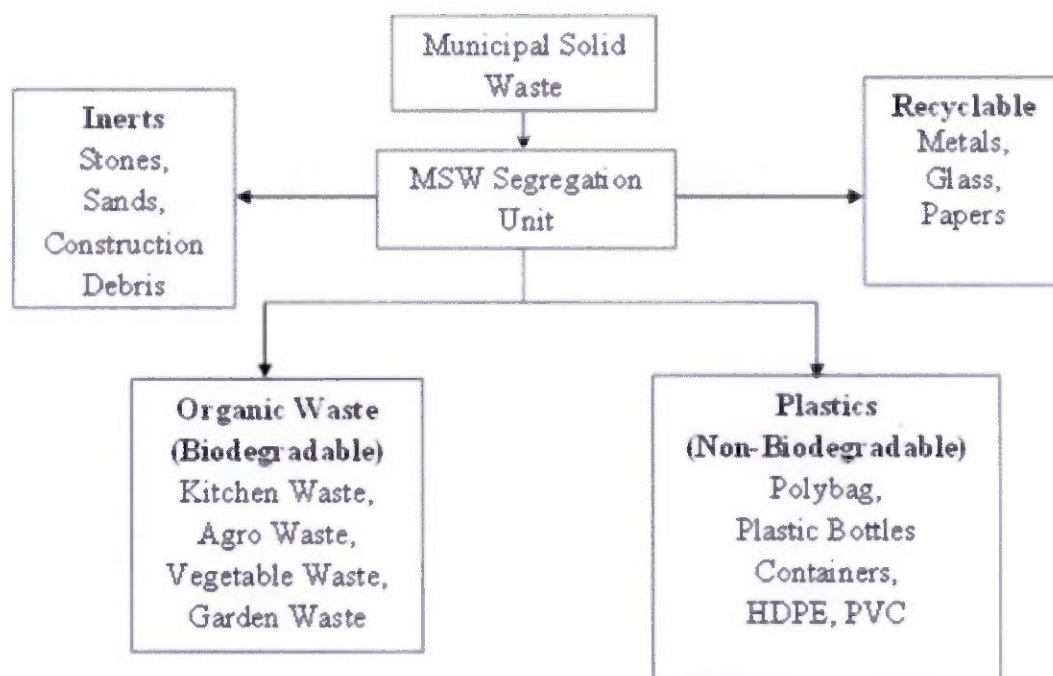 Municipal Solid
Waste
Inerts
Stones,
Sands,
Construction
Debris
MSW Segregation
Unit
Recyclable
Metals,
Glass,
Papers
Organic Waste
(Biodegradable)
Kitchen Waste,
Agro Waste,
Vegetable Waste,
Garden Waste
Plastics
(Non-Biodegradable)
Polybag,
Plastic Bottles
Containers,
HDPE, PVC